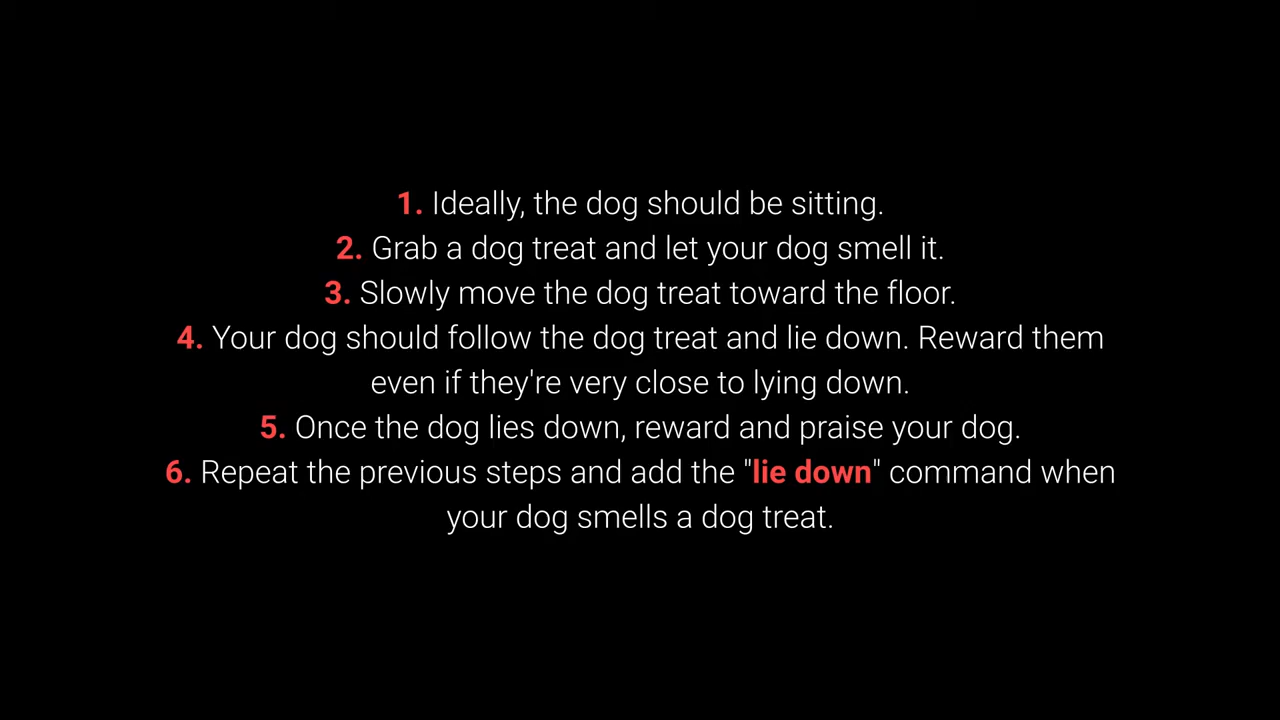 1. Ideally, the dog should be sitting.
2. Grab a dog treat and let your dog smell it.
3. Slowly move the dog treat toward the floor.
4. Your dog should follow the dog treat and lie down. Reward them
even if they're very close to lying down.
5. Once the dog lies down, reward and praise your dog.
6. Repeat the previous steps and add the "lie down" command when
your dog smells a dog treat.